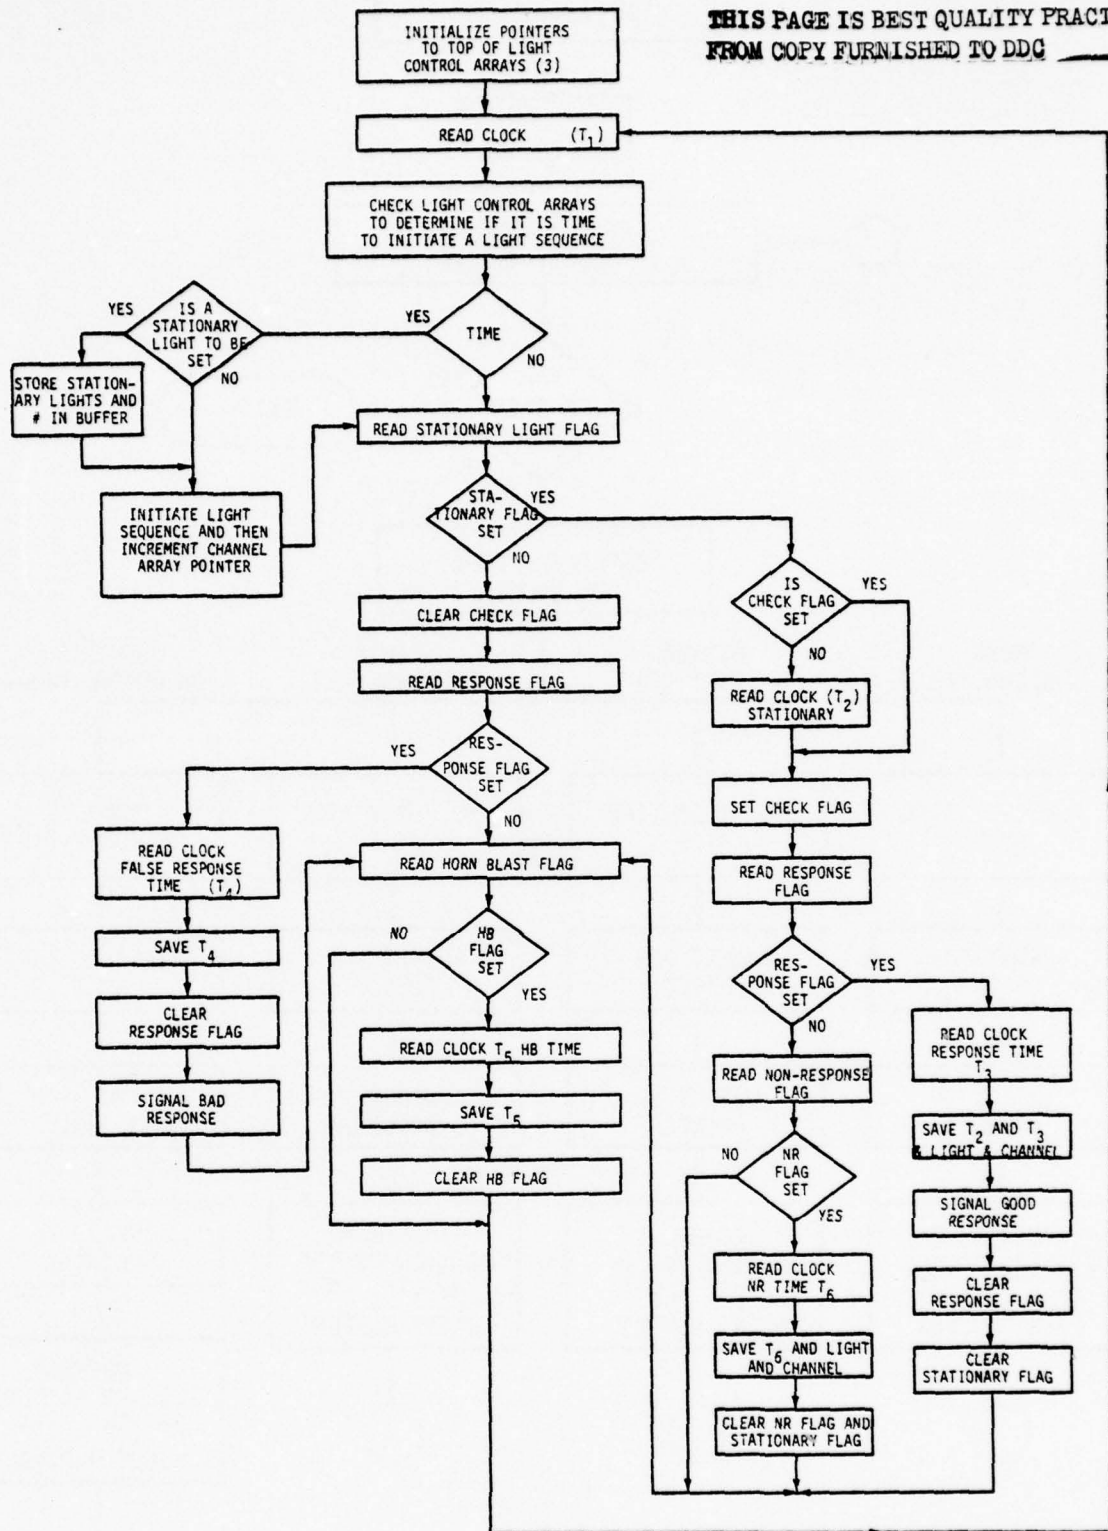 THIS PAGE IS BEST QUALITY PRACT
FROM COPY FURNISHED TO DDC
INITIALIZE POINTERS
TO TOP OF LIGHT
CONTROL ARRAYS (3)
READ CLOCK (T1)
CHECK LIGHT CONTROL ARRAYS
TO DETERMINE IF IT IS TIME
TO INITIATE A LIGHT SEQUENCE
TIME
YES
NO
IS A
STATIONARY
LIGHT TO BE
SET
YES
NO
STORE STATION-
ARY LIGHTS AND
# IN BUFFER
INITIATE LIGHT
SEQUENCE AND THEN
INCREMENT CHANNEL
ARRAY POINTER
READ STATIONARY LIGHT FLAG
STA-
TIONARY FLAG
SET
YES
NO
CLEAR CHECK FLAG
READ RESPONSE FLAG
RES-
PONSE FLAG
SET
YES
NO
READ CLOCK
FALSE RESPONSE
TIME (T4)
SAVE T4
CLEAR
RESPONSE FLAG
SIGNAL BAD
RESPONSE
READ HORN BLAST FLAG
HB
FLAG
SET
NO
YES
READ CLOCK T5 HB TIME
SAVE T5
CLEAR HB FLAG
IS
CHECK FLAG
SET
YES
NO
READ CLOCK (T2)
STATIONARY
SET CHECK FLAG
READ RESPONSE
FLAG
RES-
PONSE FLAG
SET
YES
NO
READ NON-RESPONSE
FLAG
NR
FLAG
SET
NO
YES
READ CLOCK
NR TIME T6
SAVE T6 AND LIGHT
AND CHANNEL
CLEAR NR FLAG AND
STATIONARY FLAG
READ CLOCK
RESPONSE TIME
T3
SAVE T2 AND T3
& LIGHT & CHANNEL
SIGNAL GOOD
RESPONSE
CLEAR
RESPONSE FLAG
CLEAR
STATIONARY FLAG